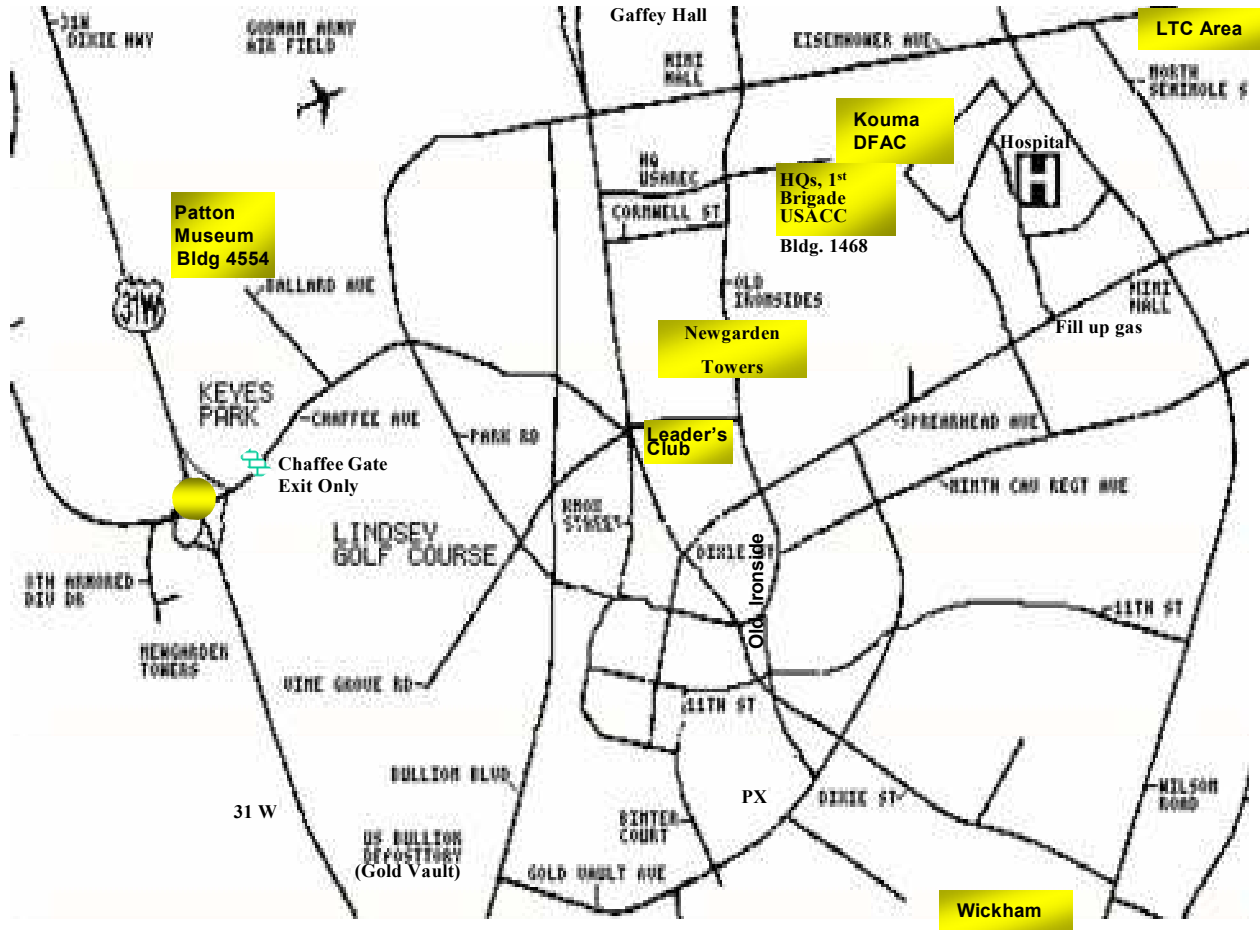 31W
DIXIE HWY
GODMAN ARMY
AIR FIELD
Gaffey Hall
MINI
MALL
EISENHOWER AVE
LTC Area
NORTH
SEMINOLE S
Kouma
DFAC
Hospital
H
HQ
USAREC
HQs, 1st
Brigade
USACC
Bldg. 1468
CORNWELL ST
Patton
Museum
Bldg 4554
BALLARD AVE
31W
OLD
IRONSIDES
MINI
MALL
Fill up gas
Newgarden
Towers
KEYES
PARK
CHAFFEE AVE
PARK RD
Leader's
Club
SPREARHEAD AVE
Chaffee Gate
Exit Only
NINTH CAV REGT AVE
KNOX
STREET
LINDSEY
GOLF COURSE
DIXIE ST
Old Ironside
8TH ARMORED
DIV DR
11TH ST
NEWGARDEN
TOWERS
VINE GROVE RD
11TH ST
BULLION BLVD
PX
DIXIE ST
WILSON
ROAD
31 W
BINTER
COURT
US BULLION
DEPOSTTORY
(Gold Vault)
GOLD VAULT AVE
Wickham